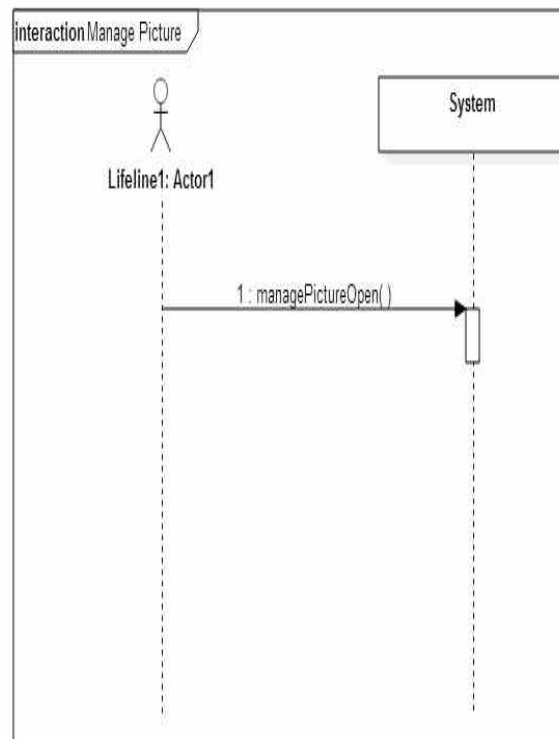 interaction Manage Picture
System
Lifeline1: Actor1
1 : managePictureOpen( )